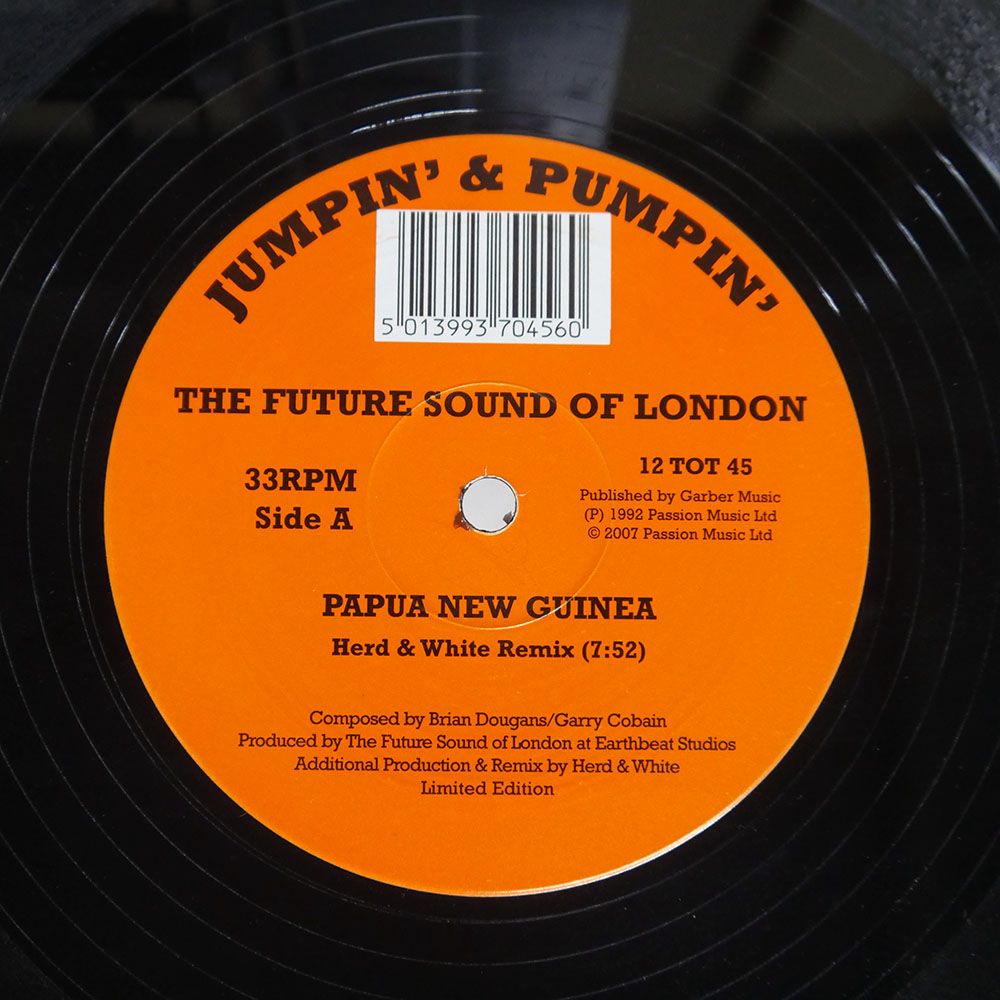 JUMPIN' & PUMPIN'
5 013993 704560
THE FUTURE SOUND OF LONDON
33RPM
Side A
12 TOT 45
Published by Garber Music
(P) 1992 Passion Music Ltd
© 2007 Passion Music Ltd
PAPUA NEW GUINEA
Herd & White Remix (7:52)
Composed by Brian Dougans/Garry Cobain
Produced by The Future Sound of London at Earthbeat Studios
Additional Production & Remix by Herd & White
Limited Edition